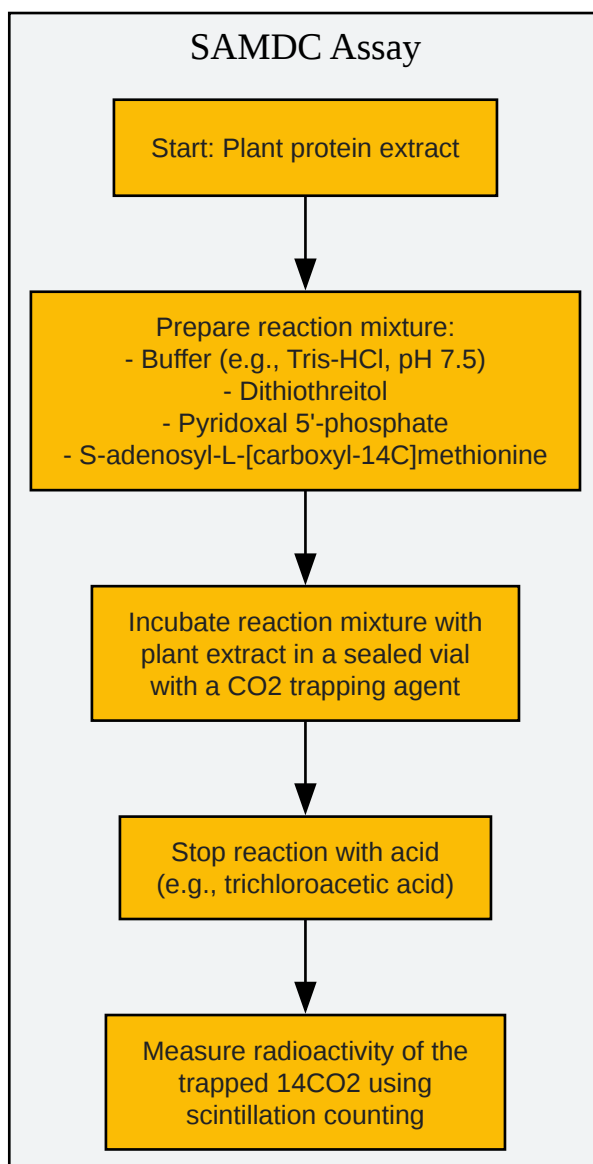 SAMDC Assay
Start: Plant protein extract
Prepare reaction mixture:
- Buffer (e.g., Tris-HCl, pH 7.5)
- Dithiothreitol
- Pyridoxal 5'-phosphate
- S-adenosyl-L-[carboxyl-14C]methionine
Incubate reaction mixture with
plant extract in a sealed vial
with a CO2 trapping agent
Stop reaction with acid
(e.g., trichloroacetic acid)
Measure radioactivity of the
trapped 14CO2 using
scintillation counting